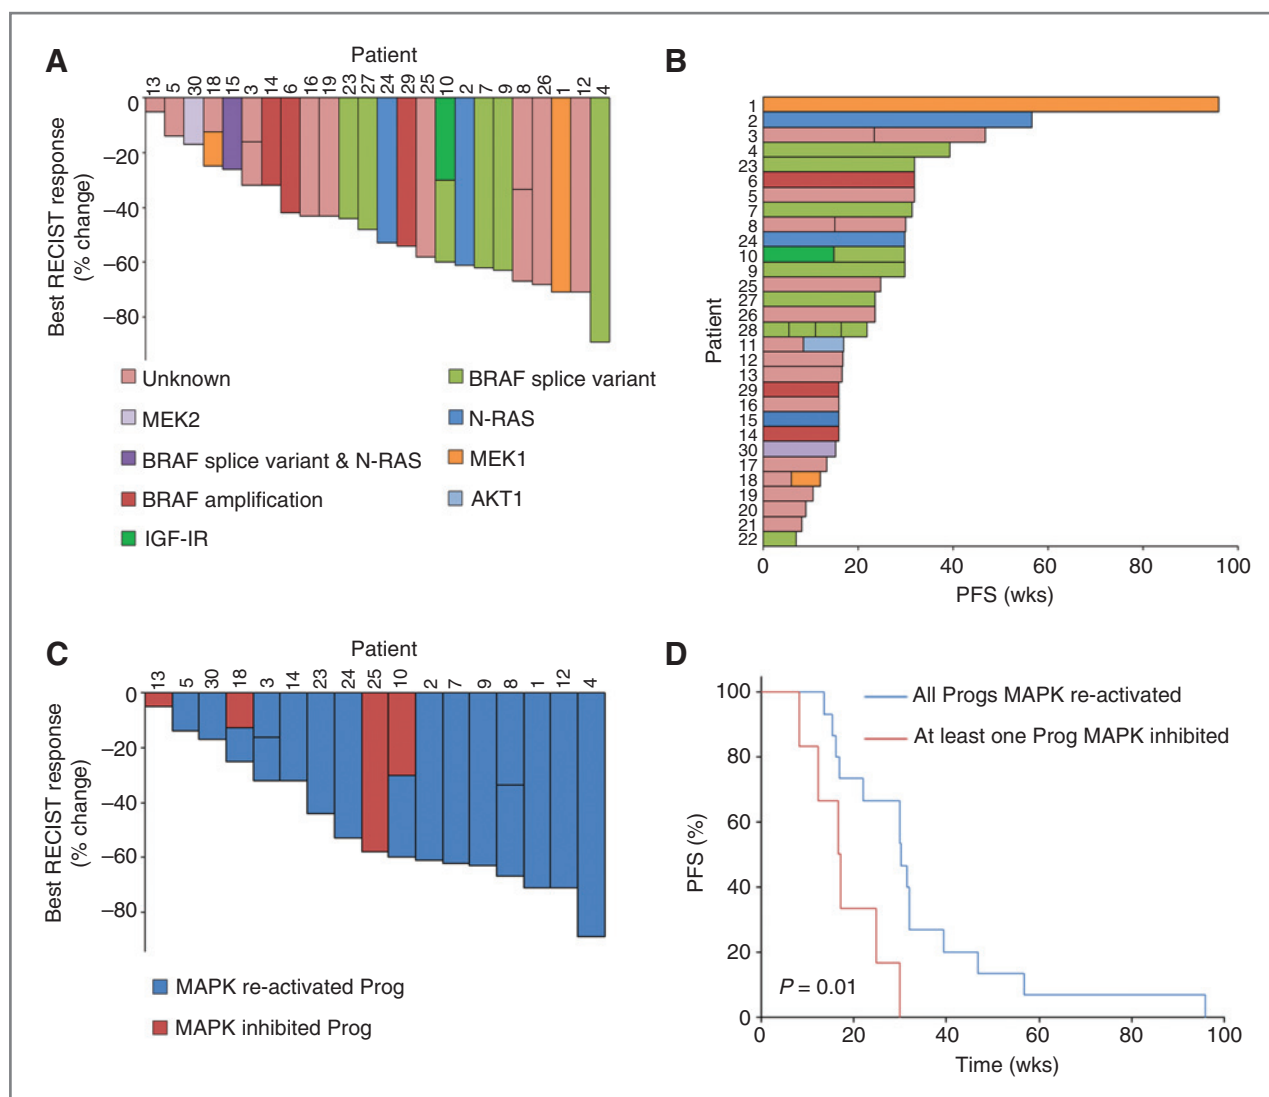 A
Patient
13 5 30 18 15 3 14 6 16 19 23 27 24 29 25 10 2 7 9 8 26 1 12 4
0
–20
–40
–60
–80
Best RECIST response
(% change)
Unknown
MEK2
BRAF splice variant & N-RAS
BRAF amplification
IGF-IR
BRAF splice variant
N-RAS
MEK1
AKT1
B
Patient
1
2
3
4
23
6
5
7
8
24
10
9
25
27
26
28
11
12
13
29
16
15
14
30
17
18
19
20
21
22
0 20 40 60 80 100
PFS (wks)
C
Patient
13 5 30 18 3 14 23 24 25 10 2 7 9 8 1 12 4
0
–20
–40
–60
–80
Best RECIST response
(% change)
MAPK re-activated Prog
MAPK inhibited Prog
D
100
80
60
40
20
0
PFS (%)
All Progs MAPK re-activated
At least one Prog MAPK inhibited
P = 0.01
0 20 40 60 80 100
Time (wks)